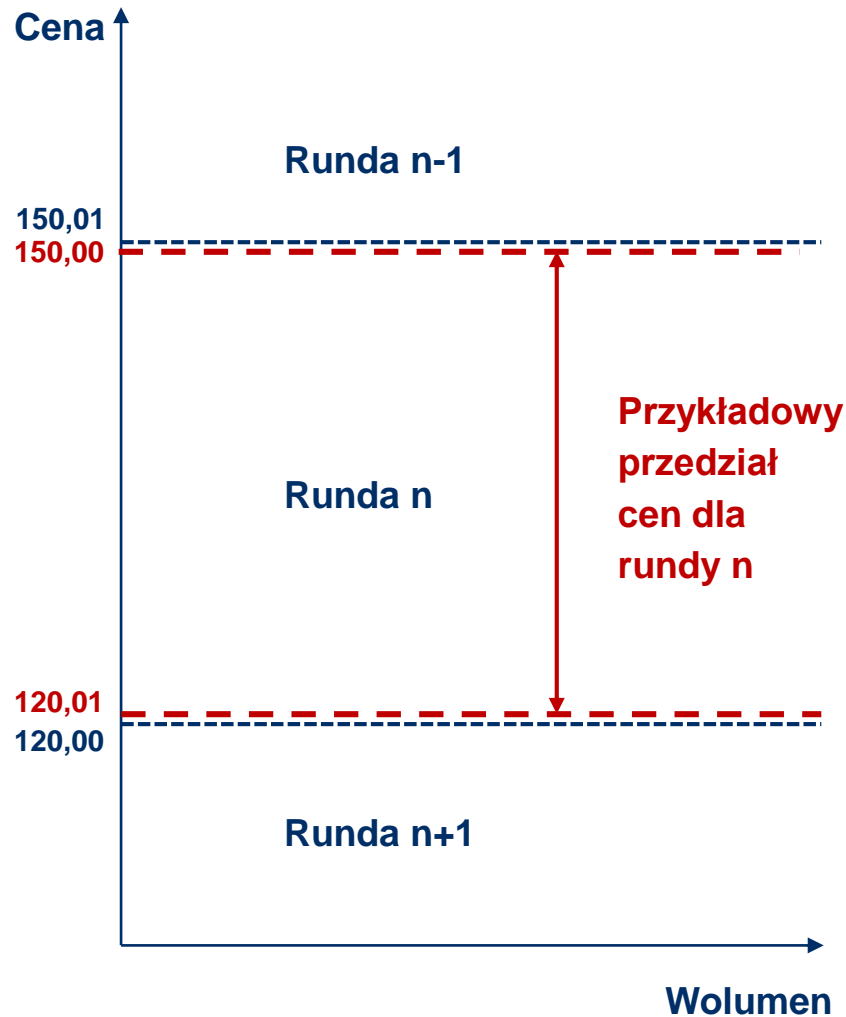 Cena
Runda n-1
150,01
150,00
Przykładowy
przedział
cen dla
rundy n
Runda n
120,01
120,00
Runda n+1
Wolumen